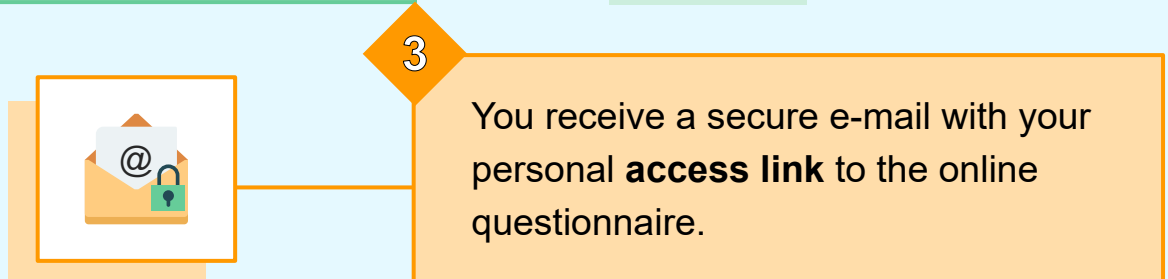 3
@
You receive a secure e-mail with your
personal access link to the online
questionnaire.